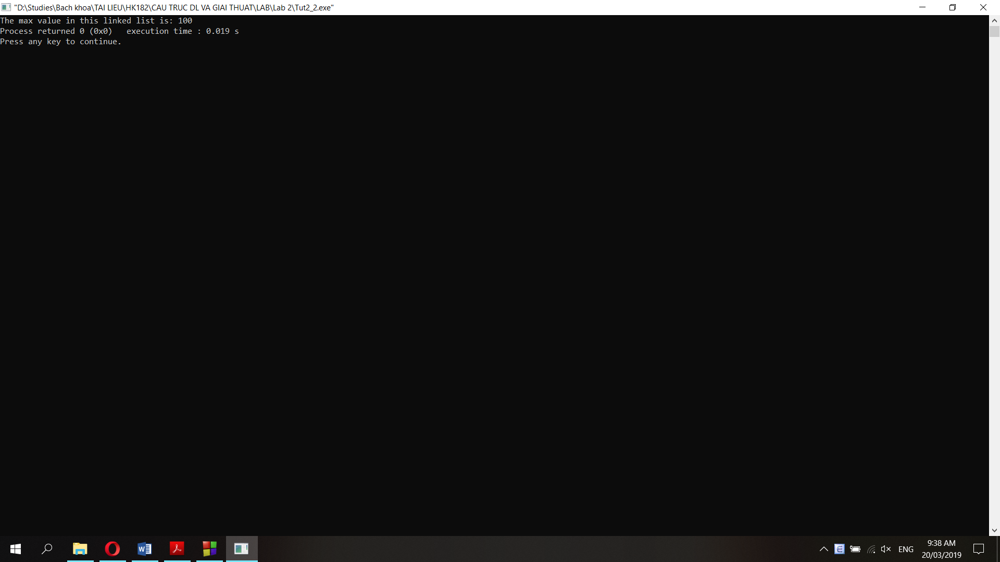 "D:\Studies\Bach khoa\TAI LIEU\HK182\CAU TRUC DL VA GIAI THUAT\LAB\Lab 2\Tut2_2.exe"
The max value in this linked list is: 100
Process returned 0 (0x0)   execution time : 0.019 s
Press any key to continue.
ENG
9:38 AM
20/03/2019